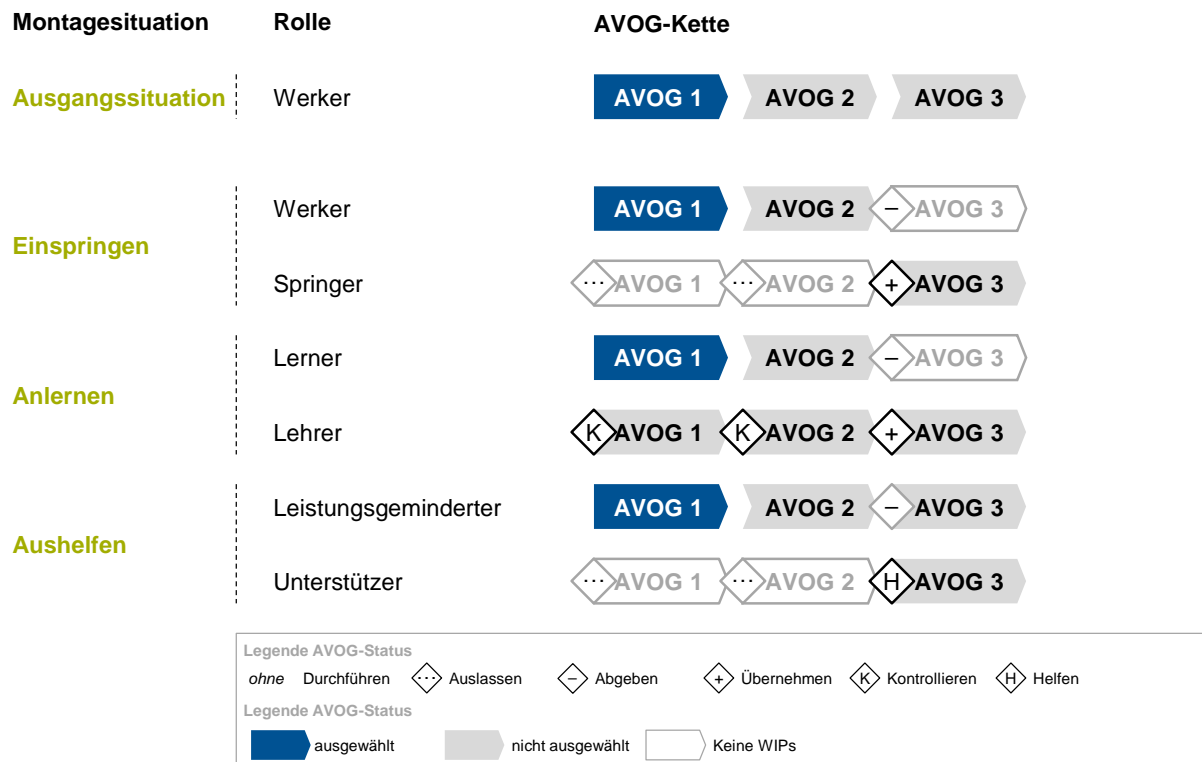 Montagesituation Rolle AVOG-Kette
Ausgangssituation Werker AVOG 1 AVOG 2 AVOG 3
Werker AVOG 1 AVOG 2 – AVOG 3
Einspringen
Springer ... AVOG 1 ... AVOG 2 + AVOG 3
Lerner AVOG 1 AVOG 2 – AVOG 3
Anlernen
Lehrer K AVOG 1 K AVOG 2 + AVOG 3
Leistungsgeminderter AVOG 1 AVOG 2 – AVOG 3
Aushelfen
Unterstützer ... AVOG 1 ... AVOG 2 H AVOG 3
Legende AVOG-Status
ohne Durchführen ... Auslassen – Abgeben + Übernehmen K Kontrollieren H Helfen
Legende AVOG-Status
ausgewählt nicht ausgewählt Keine WIPs